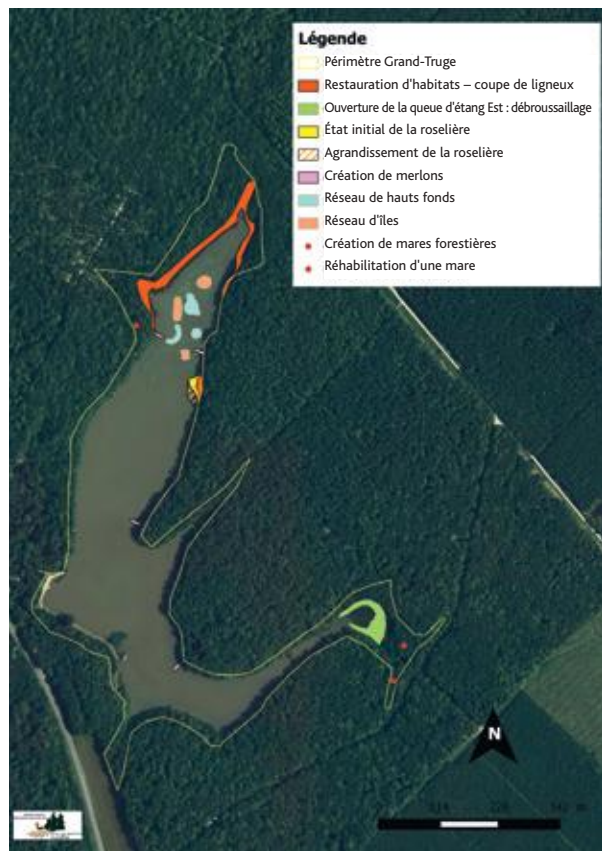 Légende
Périmètre Grand-Truge
Restauration d'habitats – coupe de ligneux
Ouverture de la queue d'étang Est : débroussaillage
État initial de la roselière
Agrandissement de la roselière
Création de merlons
Réseau de hauts fonds
Réseau d'îles
Création de mares forestières
Réhabilitation d'une mare
N